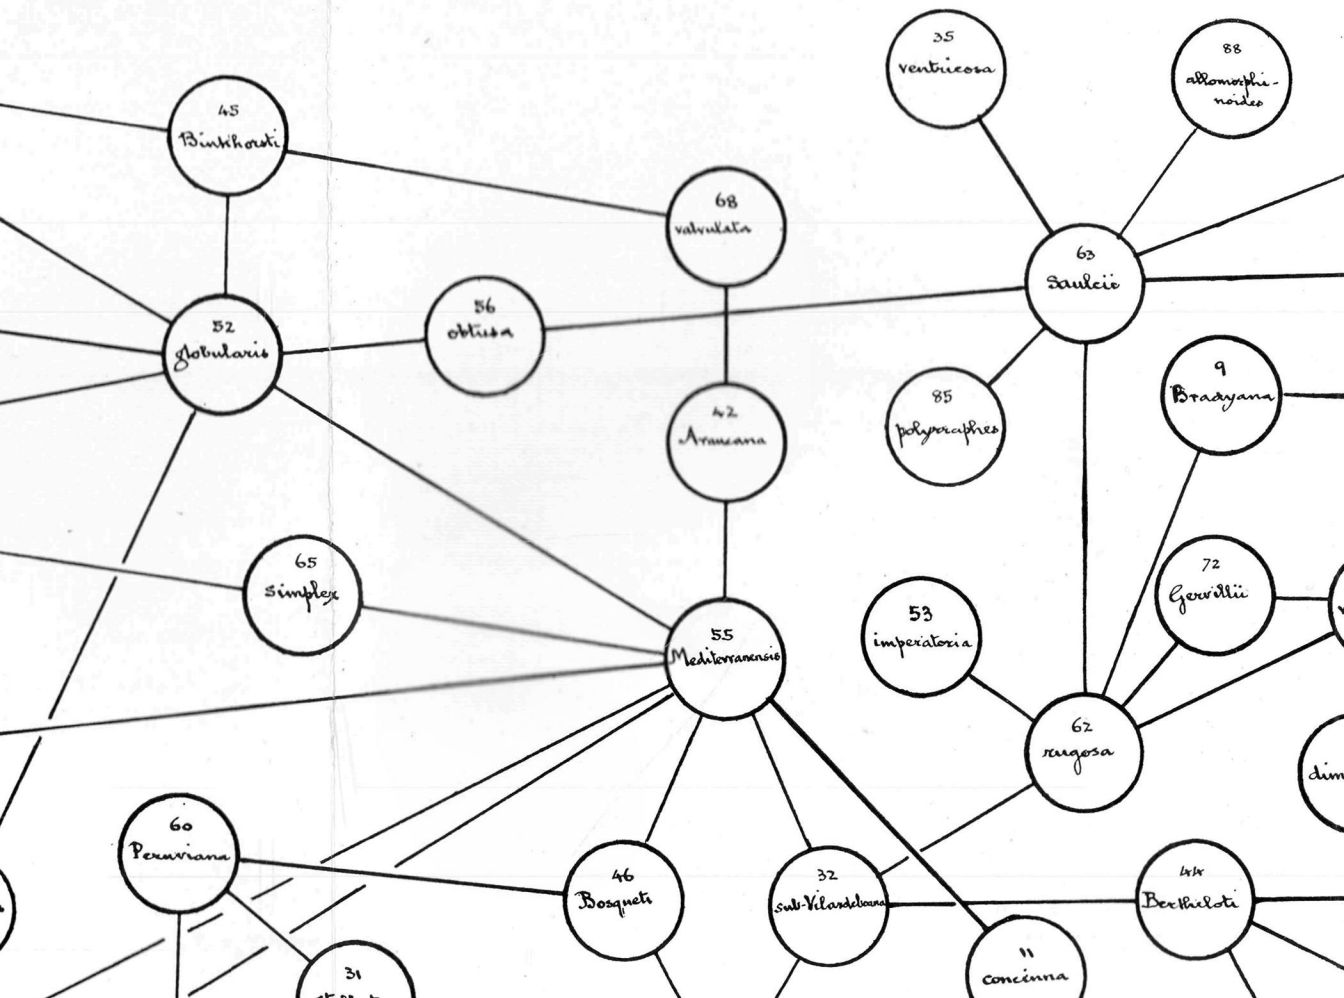 35
ventricosa
88
allomorphi-
noides
45
Binkhorsti
68
valvulata
63
Saulcii
56
obtusa
52
globularis
9
Bradyana
85
polyrraphes
42
Araucana
65
simplex
72
Gervillii
53
imperatoria
55
Mediterranensis
62
rugosa
dim
60
Peruviana
46
Bosqueti
32
sub-Vilardeboana
44
Bertheloti
11
concinna
31